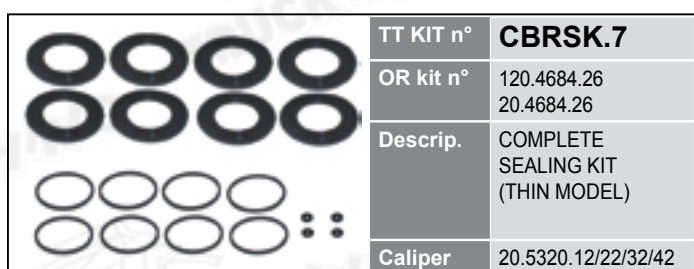 TT KIT n° CBRSK.7
OR kit n° 120.4684.26
20.4684.26
Descrip. COMPLETE
SEALING KIT
(THIN MODEL)
Caliper 20.5320.12/22/32/42